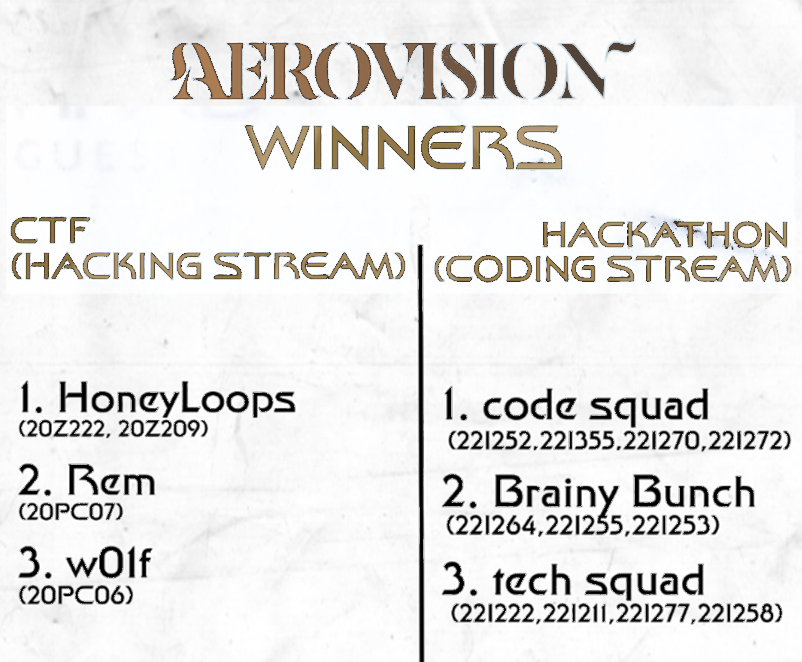 AEROVISION
WINNERS
CTF
(HACKING STREAM)
1. HoneyLoops
(20Z222, 20Z209)
2. Rem
(20PC07)
3. w01f
(20PC06)
HACKATHON
(CODING STREAM)
1. code squad
(221252,221355.221270,221272)
2. Brainy Bunch
(221264,221255,221253)
3. tech squad
(221222,221211,221277,221258)